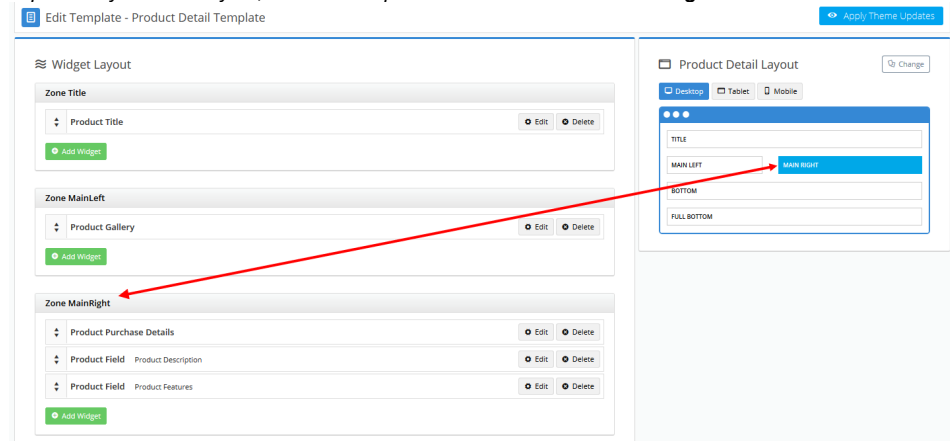 Edit Template - Product Detail Template
Apply Theme Updates
Widget Layout
Zone Title
Product Title
Edit Delete
Add Widget
Zone MainLeft
Product Gallery
Edit Delete
Add Widget
Zone MainRight
Product Purchase Details
Edit Delete
Product Field Product Description
Edit Delete
Product Field Product Features
Edit Delete
Add Widget
Product Detail Layout
Change
Desktop Tablet Mobile
TITLE
MAIN LEFT MAIN RIGHT
BOTTOM
FULL BOTTOM